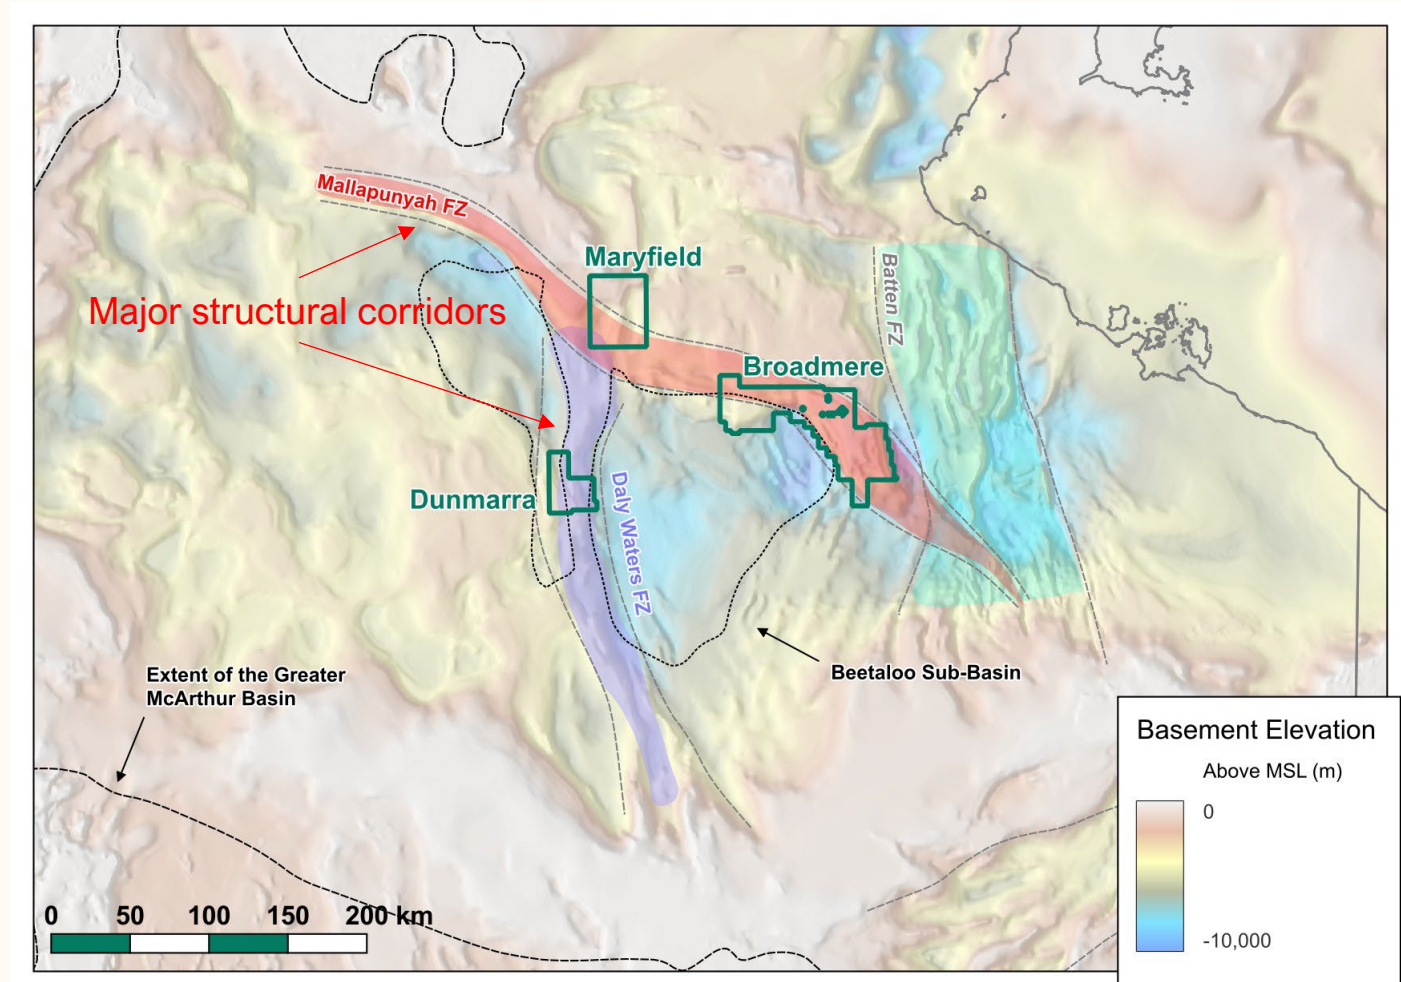 Mallapunyah FZ
Maryfield
Batten FZ
Major structural corridors
Broadmere
Dunmarra
Daly Waters FZ
Extent of the Greater
McArthur Basin
Beetaloo Sub-Basin
Basement Elevation
Above MSL (m)
0
-10,000
0 50 100 150 200 km